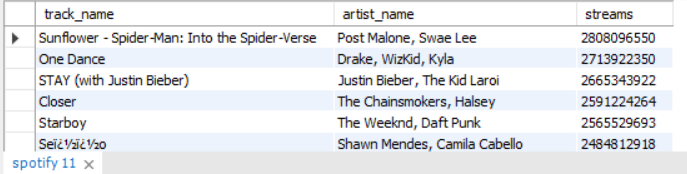 track_name artist_name streams
Sunflower - Spider-Man: Into the Spider-Verse Post Malone, Swae Lee 2808096550
One Dance Drake, WizKid, Kyla 2713922350
STAY (with Justin Bieber) Justin Bieber, The Kid Laroi 2665343922
Closer The Chainsmokers, Halsey 2591224264
Starboy The Weeknd, Daft Punk 2565529693
Seï¿½ï¿½o Shawn Mendes, Camila Cabello 2484812918
spotify 11 ×